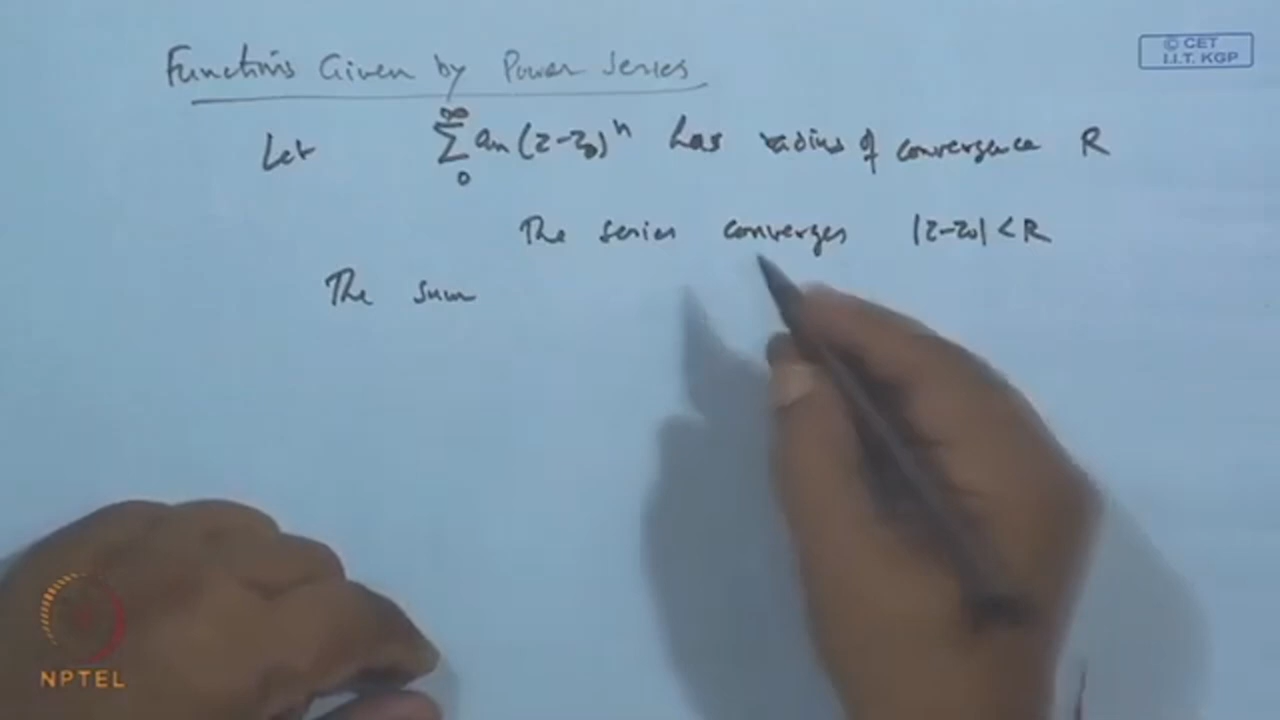 © CET
I.I.T. KGP
Functions Given by Power Series
∞
Let ∑ an (z-z0)^n has radius of convergence R
0
The series converges |z-z0| < R
The sum
NPTEL